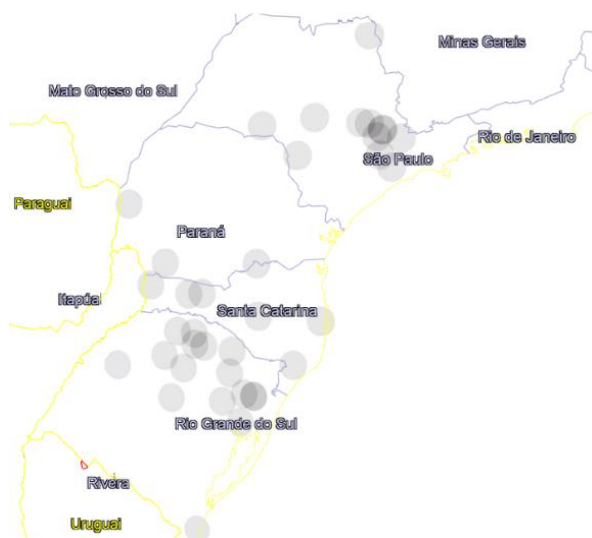 Minas Gerais
Mato Grosso do Sul
Rio de Janeiro
São Paulo
Paraguai
Paraná
Itapúa
Santa Catarina
Rio Grande do Sul
Rivera
Uruguai